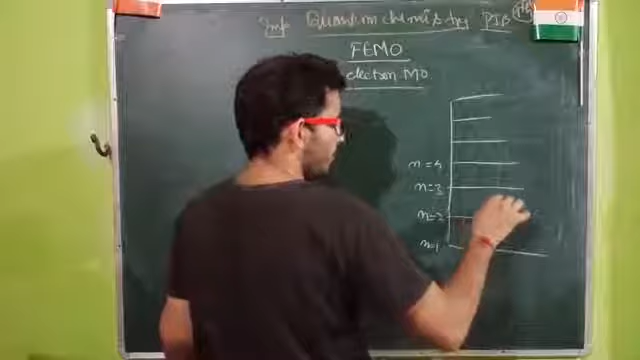 Imp Quantum chemistry PIB
FEMO
electron MO
n=4
n=3
n=2
n=1